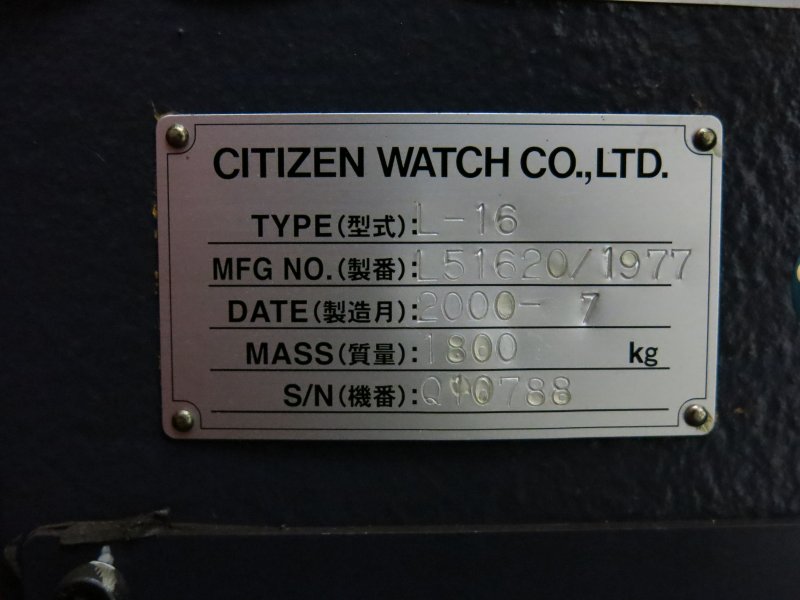 CITIZEN WATCH CO.,LTD.
TYPE(型式):L-16
MFG NO.(製番):L51620/1977
DATE(製造月):2000- 7
MASS(質量):1800 kg
S/N(機番):Q10788